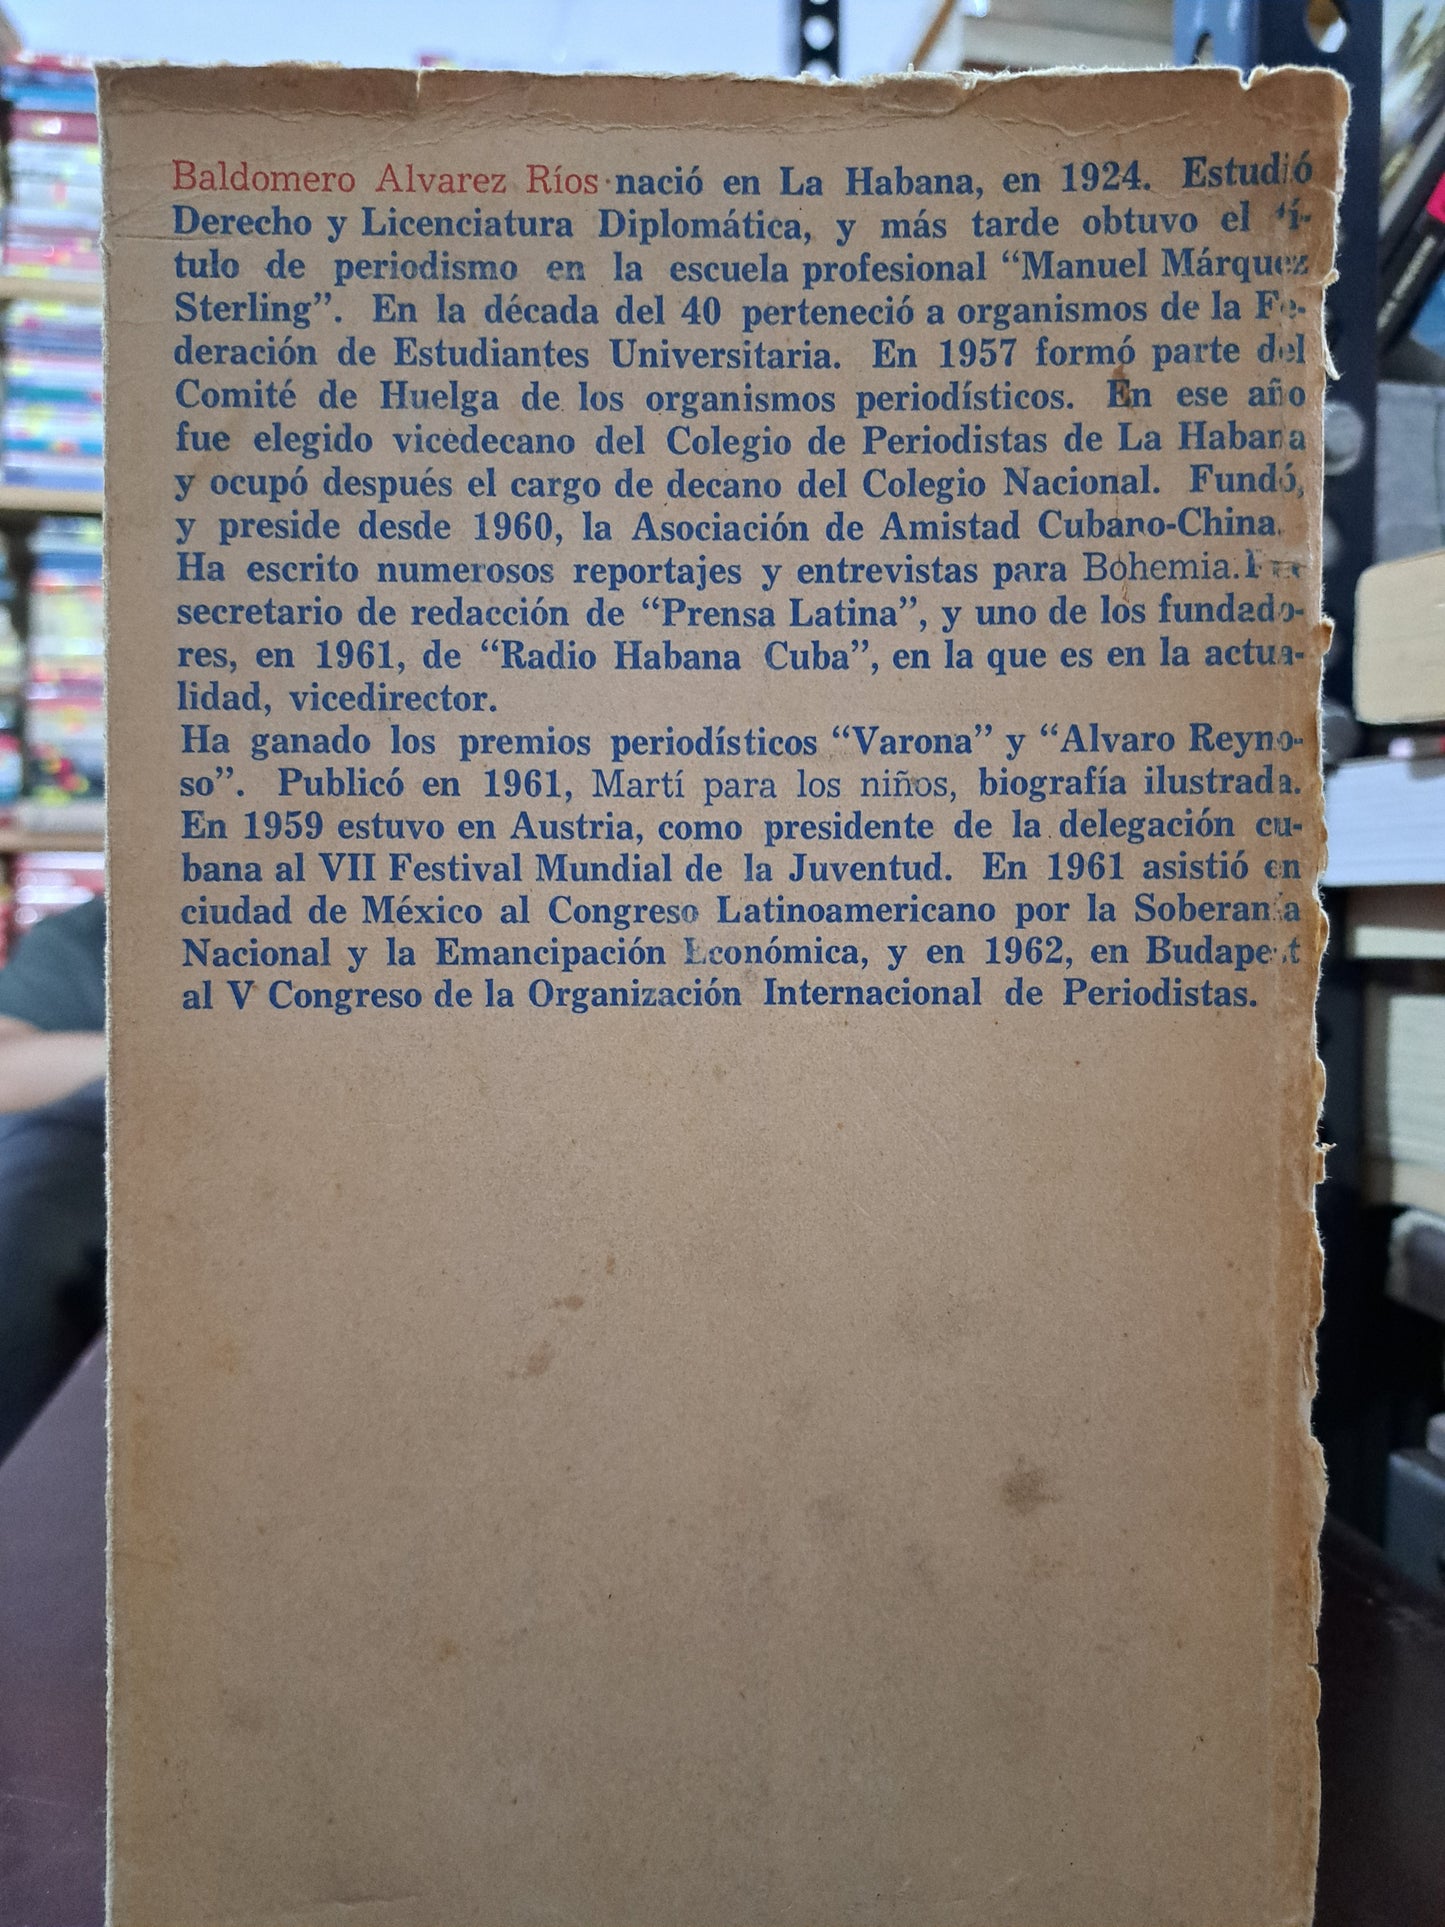 Baldomero Alvarez Ríos nació en La Habana, en 1924. Estudió
Derecho y Licenciatura Diplomática, y más tarde obtuvo el tí-
tulo de periodismo en la escuela profesional “Manuel Márquez
Sterling”. En la década del 40 perteneció a organismos de la Fe-
deración de Estudiantes Universitaria. En 1957 formó parte del
Comité de Huelga de los organismos periodísticos. En ese año
fue elegido vicedecano del Colegio de Periodistas de La Habana
y ocupó después el cargo de decano del Colegio Nacional. Fundó,
y preside desde 1960, la Asociación de Amistad Cubano-China.
Ha escrito numerosos reportajes y entrevistas para Bohemia.
secretario de redacción de “Prensa Latina”, y uno de los fundado-
res, en 1961, de “Radio Habana Cuba”, en la que es en la actua-
lidad, vicedirector.
Ha ganado los premios periodísticos “Varona” y “Alvaro Reyno-
so”. Publicó en 1961, Martí para los niños, biografía ilustrada.
En 1959 estuvo en Austria, como presidente de la delegación cu-
bana al VII Festival Mundial de la Juventud. En 1961 asistió en
ciudad de México al Congreso Latinoamericano por la Soberanía
Nacional y la Emancipación Económica, y en 1962, en Budapest
al V Congreso de la Organización Internacional de Periodistas.